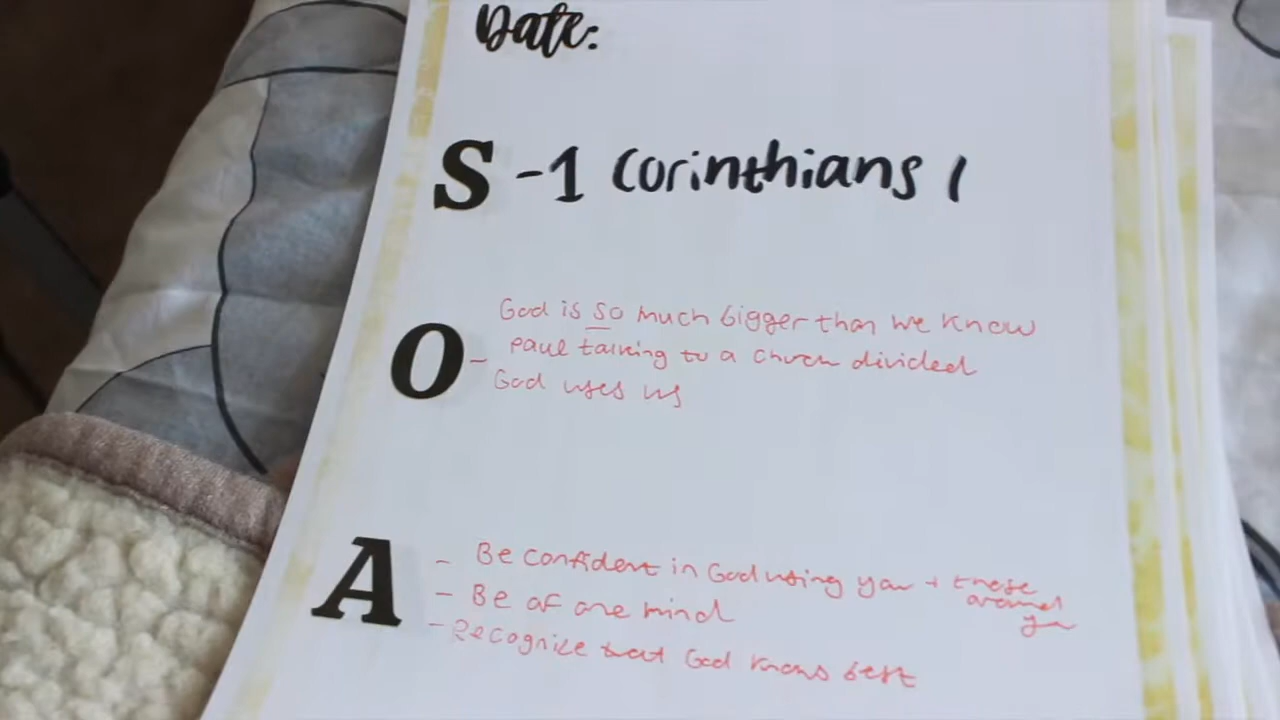 Date:
S - 1 Corinthians 1
God is so much bigger than we know
O - Paul talking to a church divided
God uses us
A - Be confident in God using you + those
around
you
- Be of one mind
- Recognize that God knows best